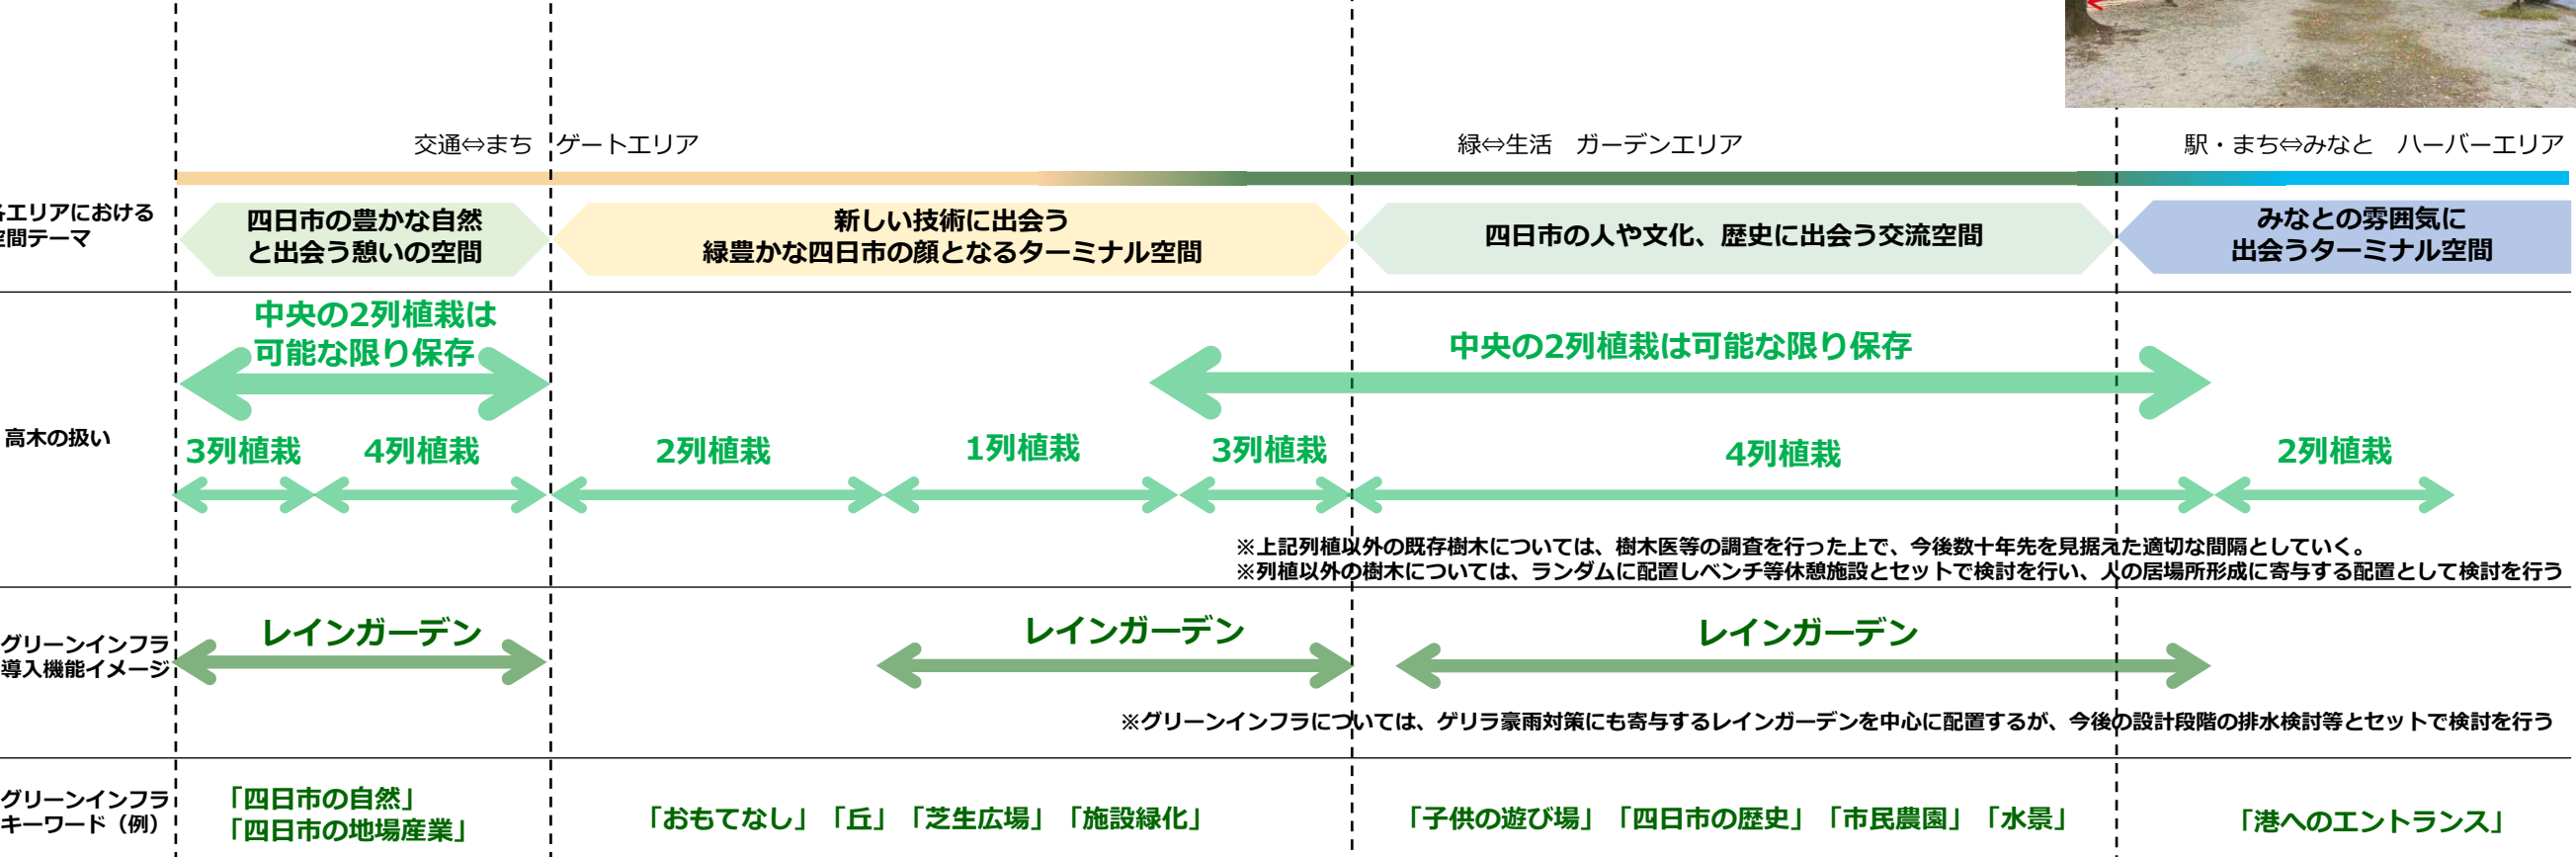 交通⇔まち　ゲートエリア
緑⇔生活　ガーデンエリア
駅・まち⇔みなと　ハーバーエリア
各エリアにおける
空間テーマ
四日市の豊かな自然
と出会う憩いの空間
新しい技術に出会う
緑豊かな四日市の顔となるターミナル空間
四日市の人や文化、歴史に出会う交流空間
みなとの雰囲気に
出会うターミナル空間
高木の扱い
中央の2列植栽は
可能な限り保存
中央の2列植栽は可能な限り保存
3列植栽
4列植栽
2列植栽
1列植栽
3列植栽
4列植栽
2列植栽
※上記列植以外の既存樹木については、樹木医等の調査を行った上で、今後数十年先を見据えた適切な間隔としていく。
※列植以外の樹木については、ランダムに配置しベンチ等休憩施設とセットで検討を行い、人の居場所形成に寄与する配置として検討を行う
グリーンインフラ
導入機能イメージ
レインガーデン
レインガーデン
レインガーデン
※グリーンインフラについては、ゲリラ豪雨対策にも寄与するレインガーデンを中心に配置するが、今後の設計段階の排水検討等とセットで検討を行う
グリーンインフラ
キーワード（例）
「四日市の自然」
「四日市の地場産業」
「おもてなし」「丘」「芝生広場」「施設緑化」
「子供の遊び場」「四日市の歴史」「市民農園」「水景」
「港へのエントランス」